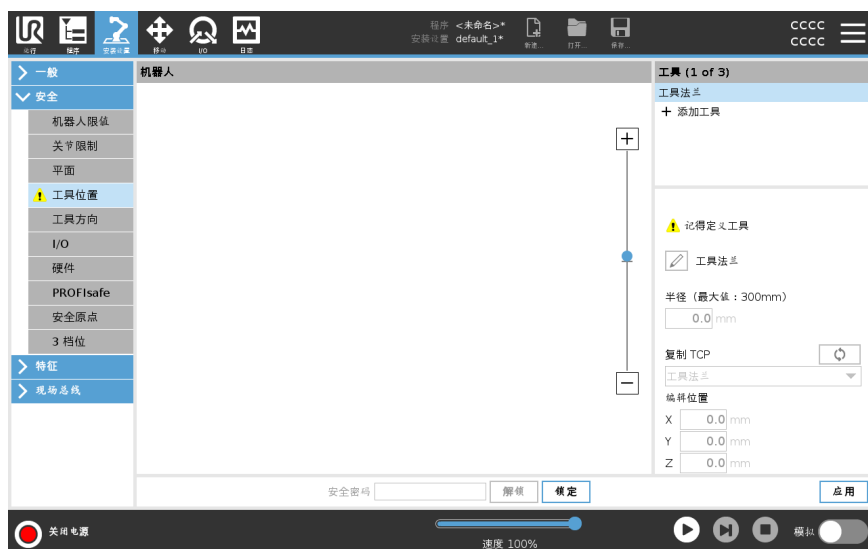 UR
运行
程序
安装设置
移动
I/O
日志
程序 <未命名>*
安装设置 default_1*
新建...
打开...
保存...
CCCC
CCCC
一般
安全
机器人限值
关节限制
平面
工具位置
工具方向
I/O
硬件
PROFIsafe
安全原点
3 档位
特征
现场总线
机器人
工具 (1 of 3)
工具法兰
添加工具
记得定义工具
工具法兰
半径（最大值：300mm）
0.0 mm
复制 TCP
工具法兰
编辑位置
X 0.0 mm
Y 0.0 mm
Z 0.0 mm
安全密码
解锁
锁定
应用
关闭电源
速度 100%
模拟